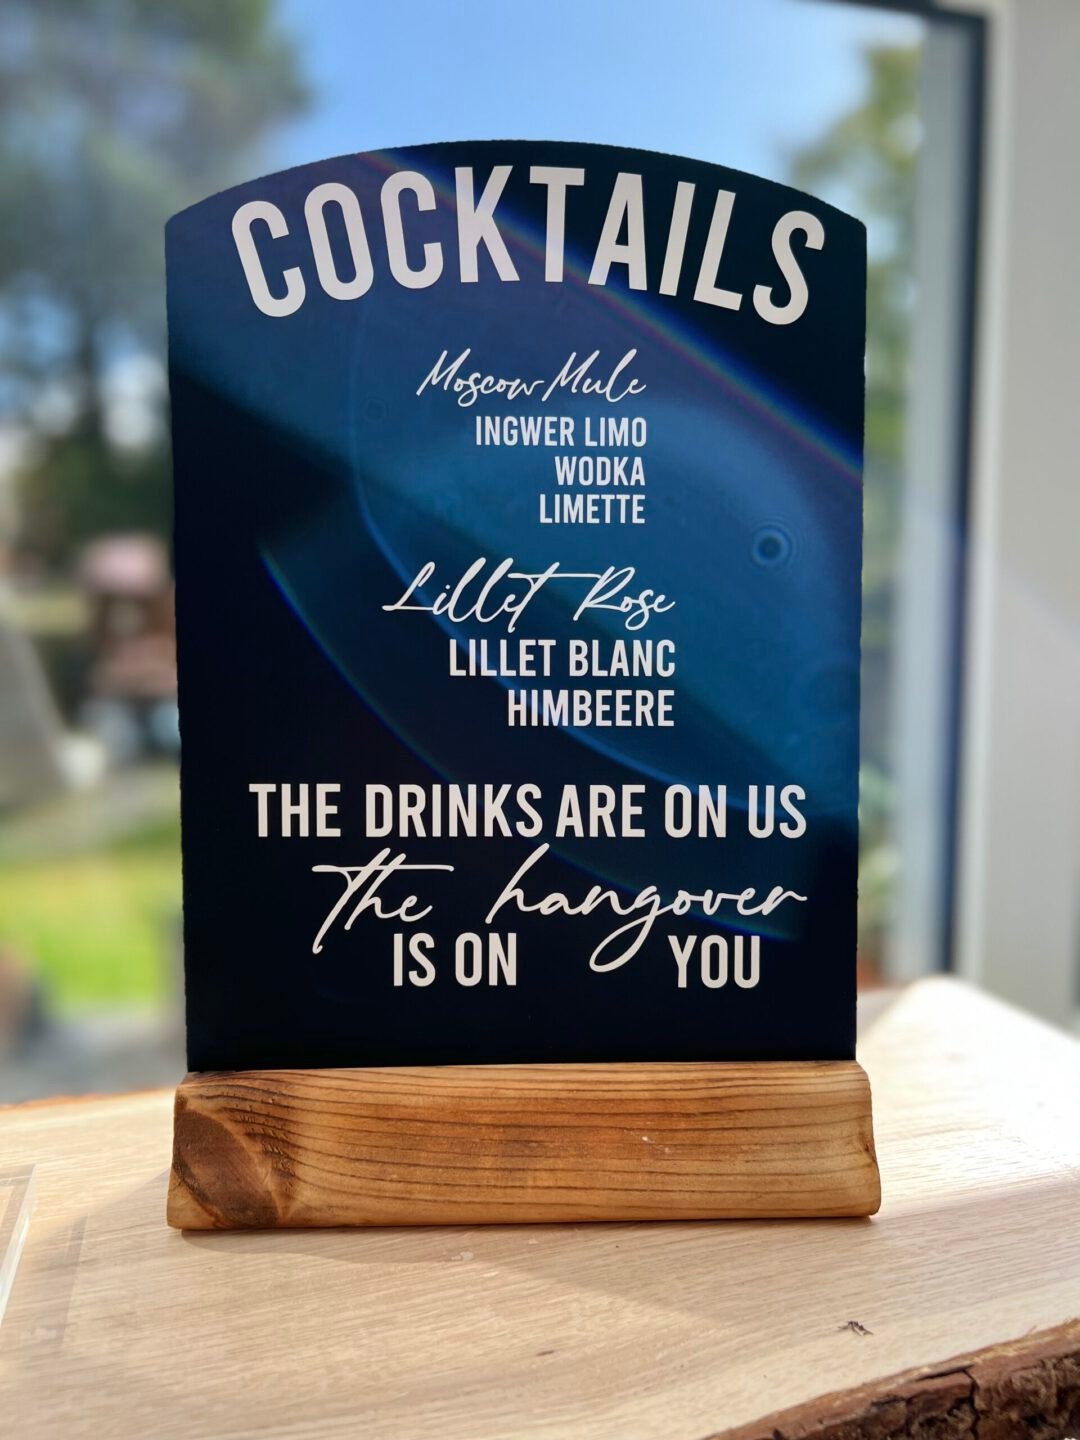 COCKTAILS
Moscow Mule
INGWER LIMO
WODKA
LIMETTE
Lillet Rose
LILLET BLANC
HIMBEERE
THE DRINKS ARE ON US
The hangover
IS ON YOU